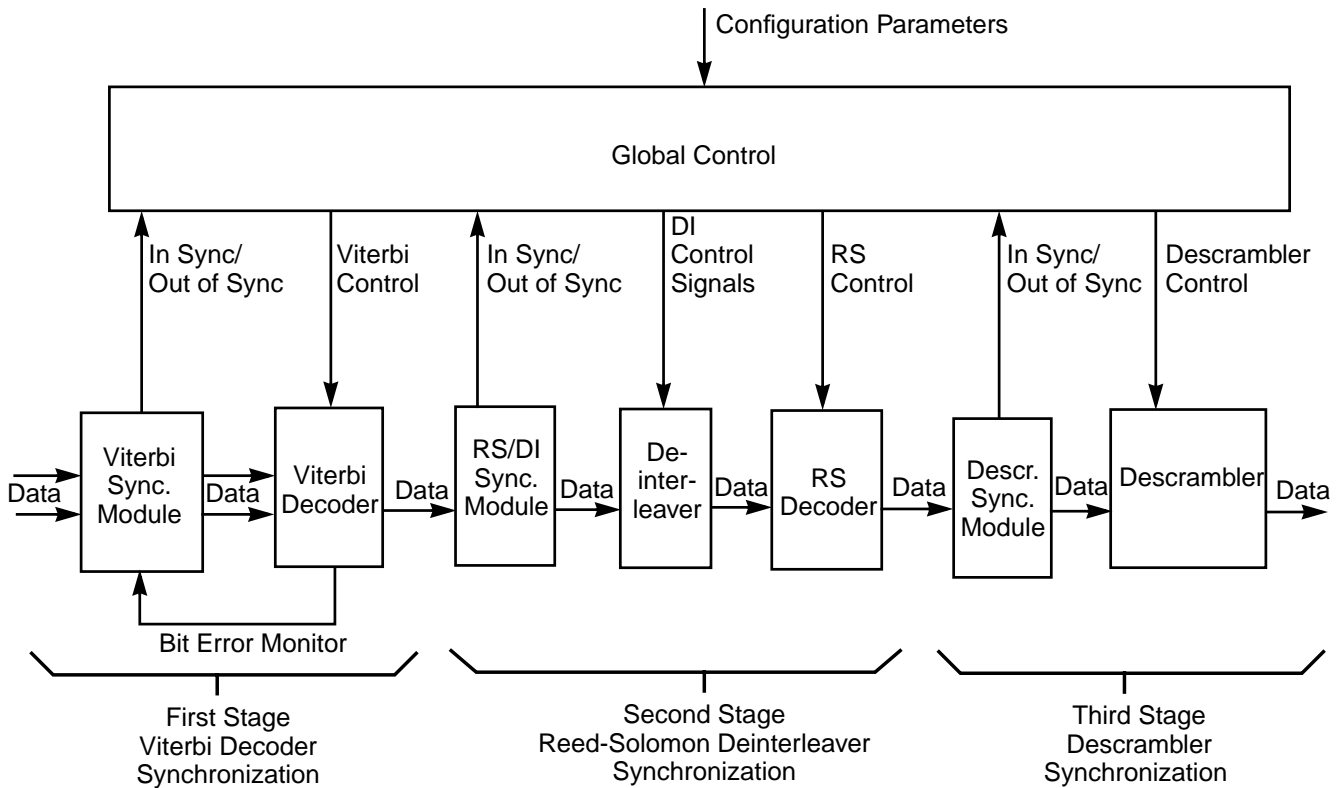 Configuration Parameters
Global Control
In Sync/
Out of Sync
Viterbi
Control
In Sync/
Out of Sync
DI
Control
Signals
RS
Control
In Sync/
Out of Sync
Descrambler
Control
Data
Viterbi
Sync.
Module
Data
Viterbi
Decoder
Data
RS/DI
Sync.
Module
Data
De-
inter-
leaver
Data
RS
Decoder
Data
Descr.
Sync.
Module
Data
Descrambler
Data
Bit Error Monitor
First Stage
Viterbi Decoder
Synchronization
Second Stage
Reed-Solomon Deinterleaver
Synchronization
Third Stage
Descrambler
Synchronization